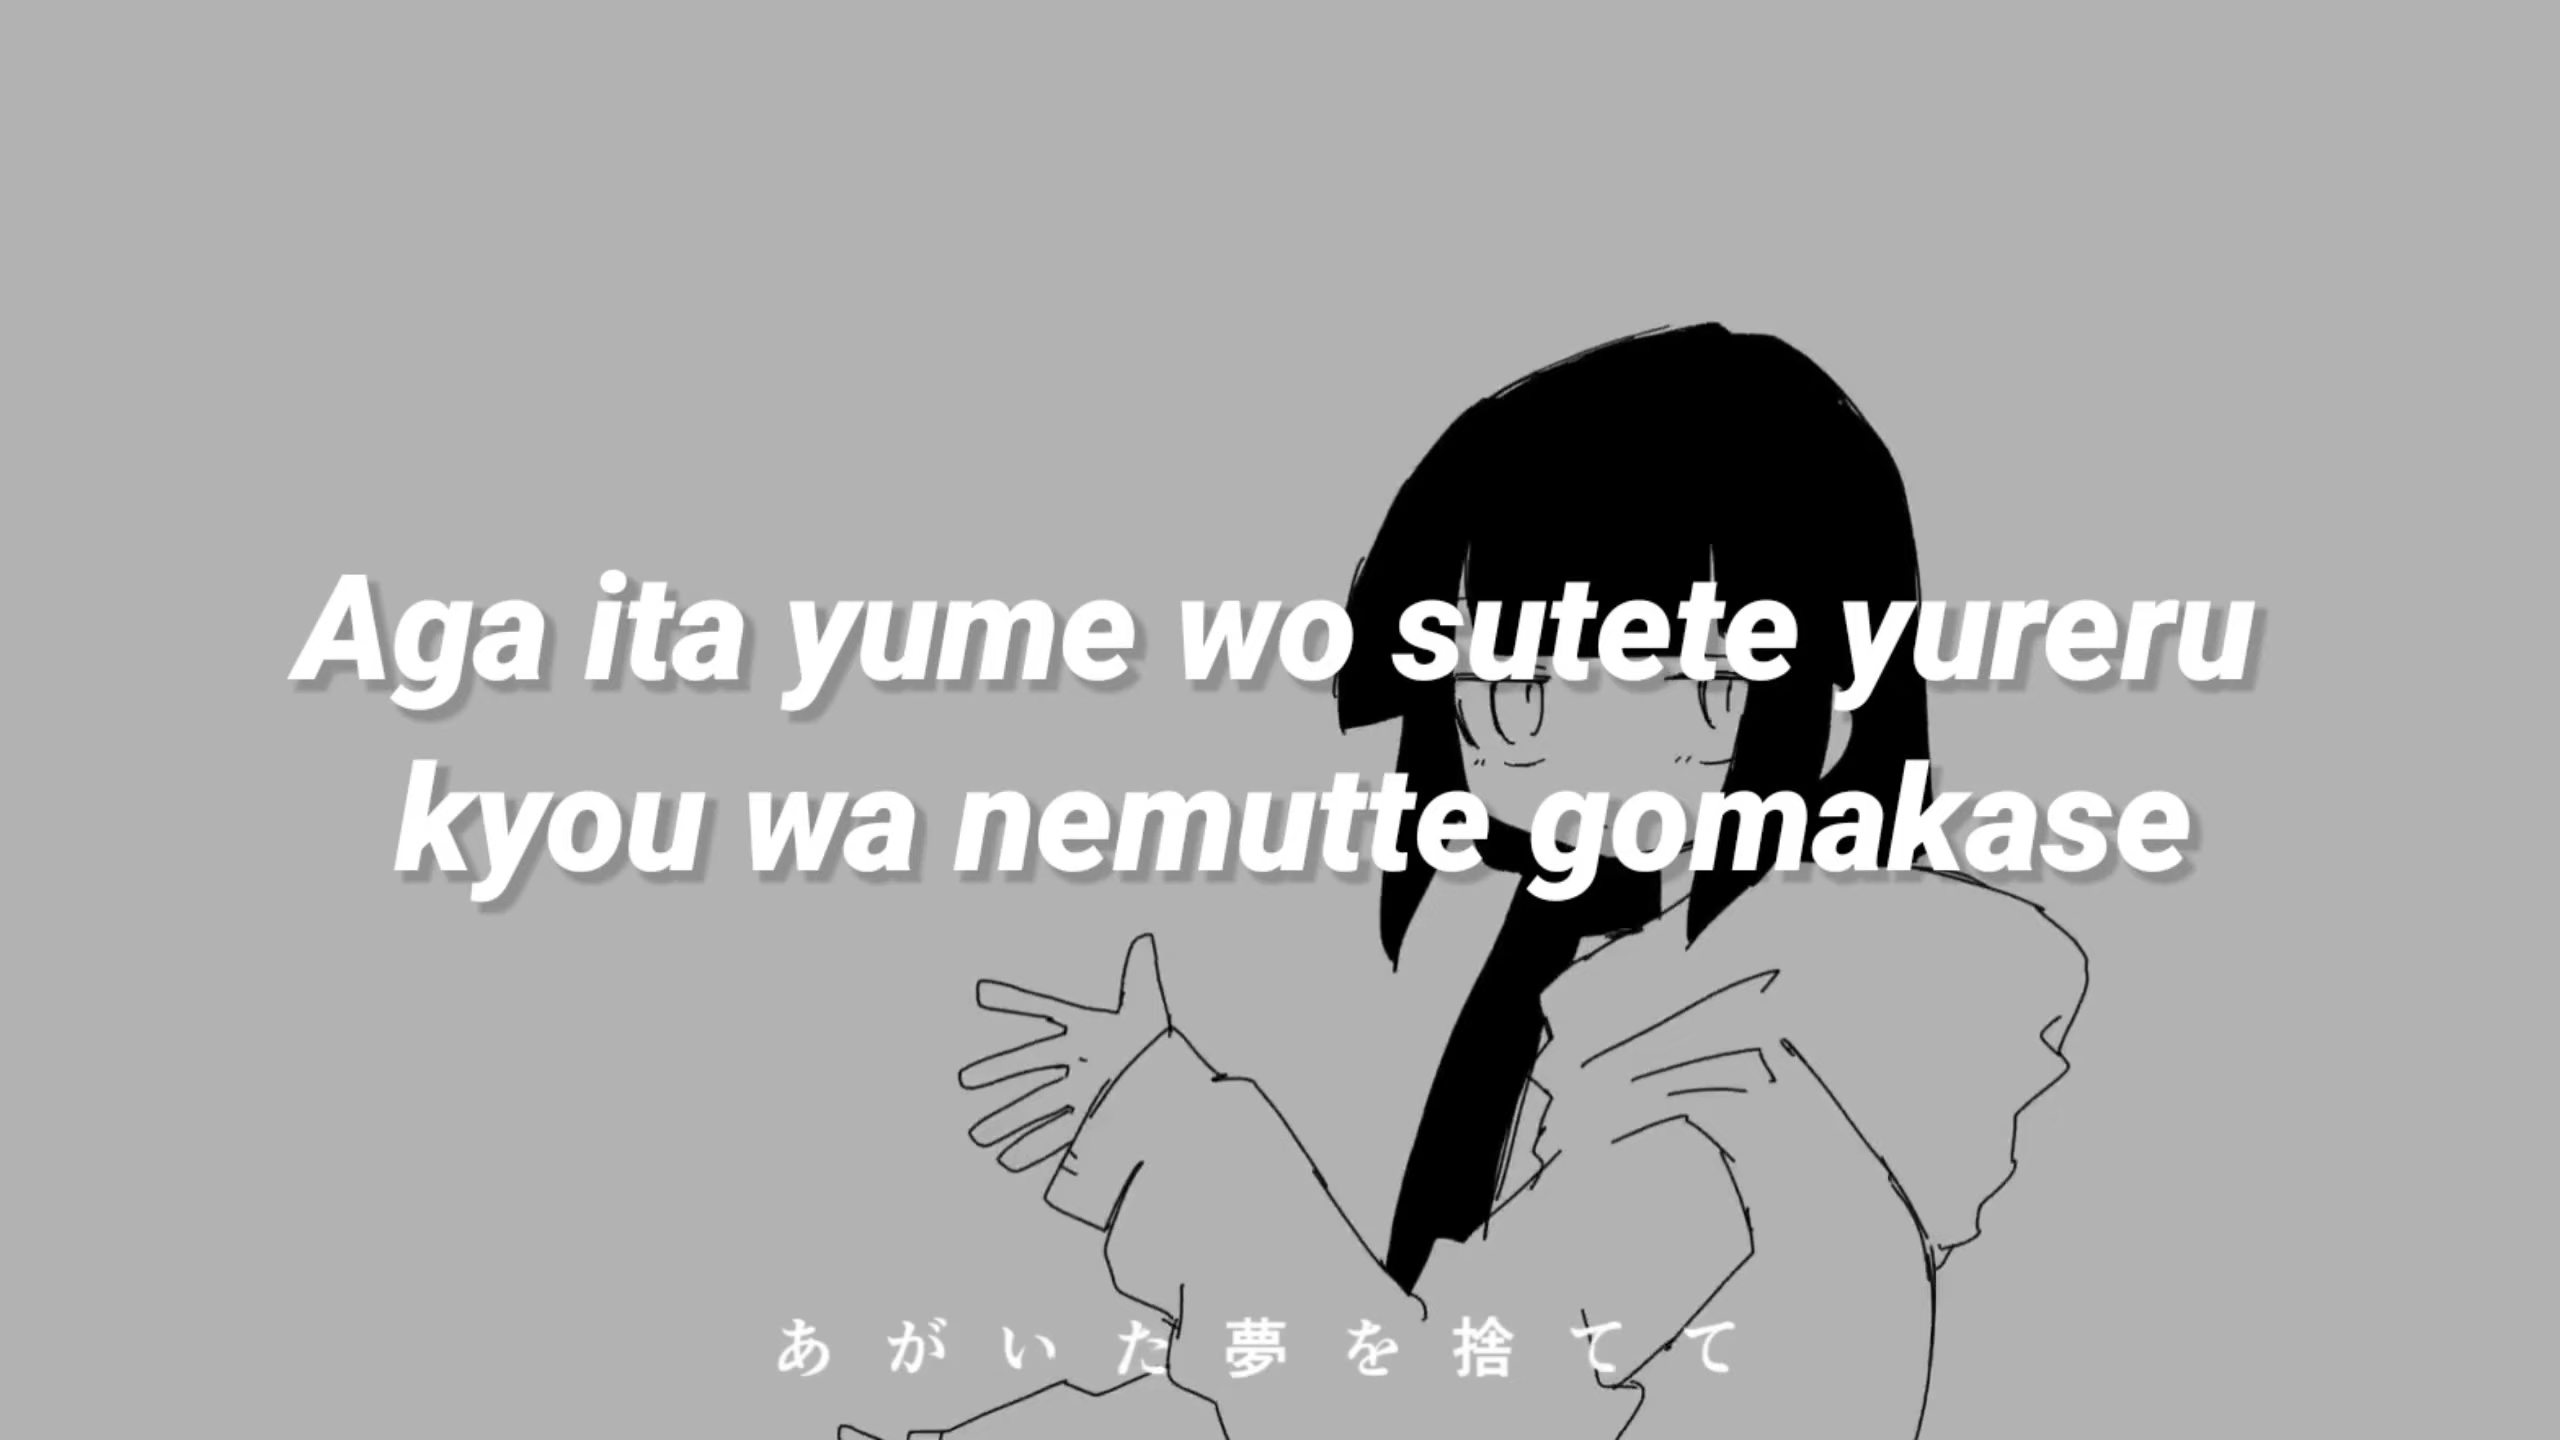 Aga ita yume wo sutete yureru
kyou wa nemutte gomakase
あがいた夢を捨てて